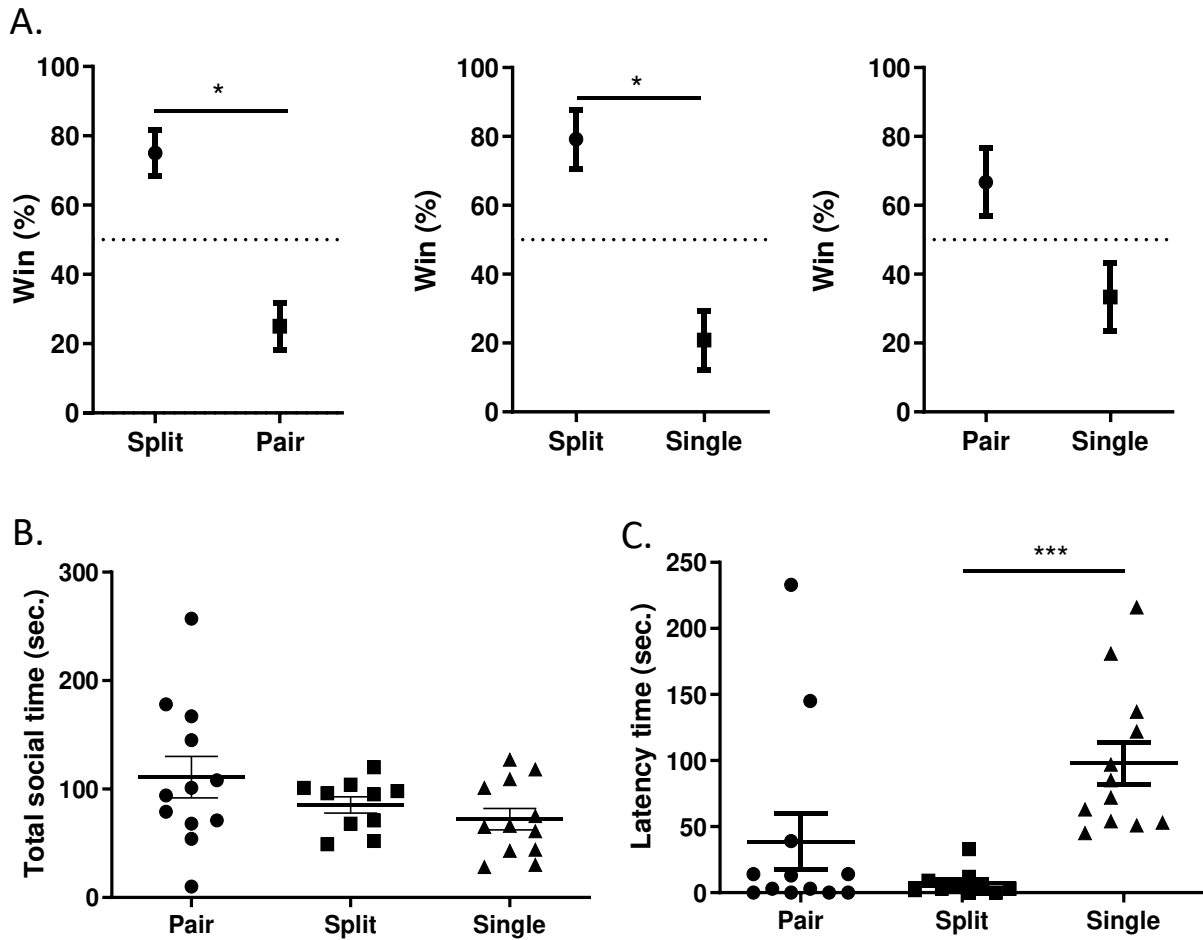 A.
100
80
60
40
20
0
Win (%)
*
Split Pair
100
80
60
40
20
0
Win (%)
*
Split Single
100
80
60
40
20
0
Win (%)
Pair Single
B.
300
200
100
0
Total social time (sec.)
Pair Split Single
C.
250
200
150
100
50
0
Latency time (sec.)
***
Pair Split Single